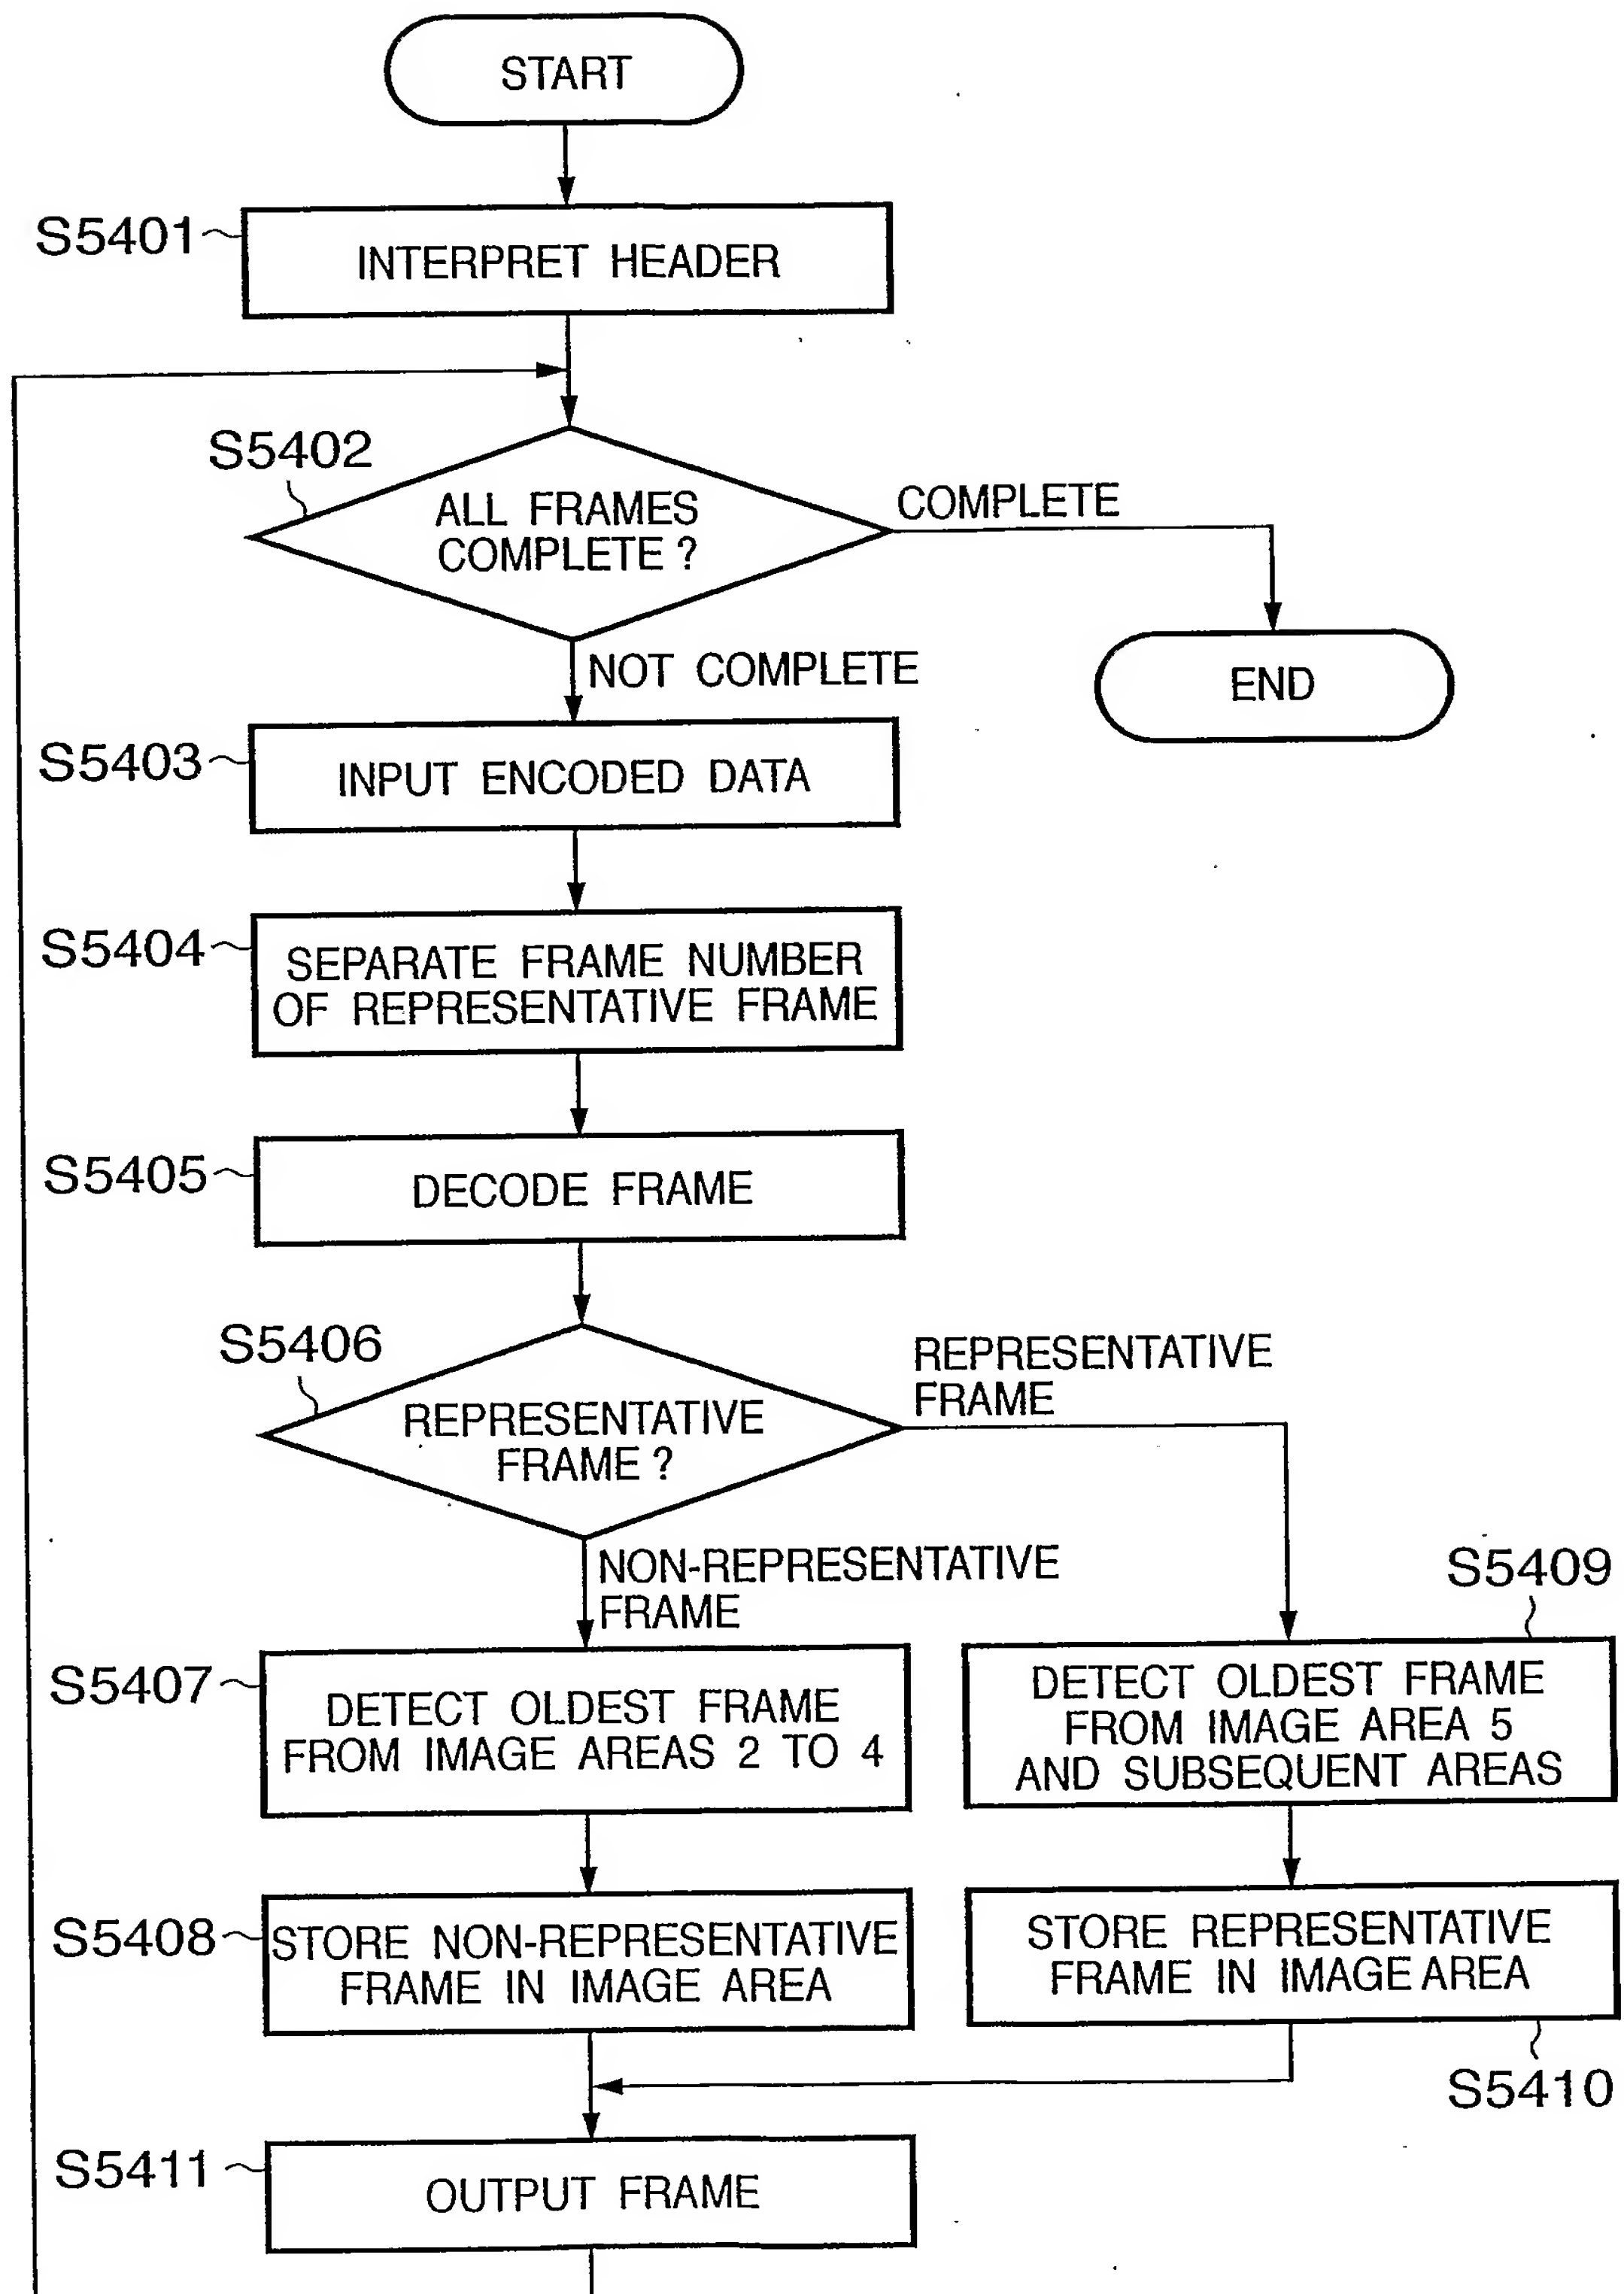 START
S5401
INTERPRET HEADER
S5402
ALL FRAMES
COMPLETE ?
COMPLETE
END
NOT COMPLETE
S5403
INPUT ENCODED DATA
S5404
SEPARATE FRAME NUMBER
OF REPRESENTATIVE FRAME
S5405
DECODE FRAME
S5406
REPRESENTATIVE
FRAME ?
REPRESENTATIVE
FRAME
NON-REPRESENTATIVE
FRAME
S5407
DETECT OLDEST FRAME
FROM IMAGE AREAS 2 TO 4
S5409
DETECT OLDEST FRAME
FROM IMAGE AREA 5
AND SUBSEQUENT AREAS
S5408
STORE NON-REPRESENTATIVE
FRAME IN IMAGE AREA
STORE REPRESENTATIVE
FRAME IN IMAGE AREA
S5410
S5411
OUTPUT FRAME